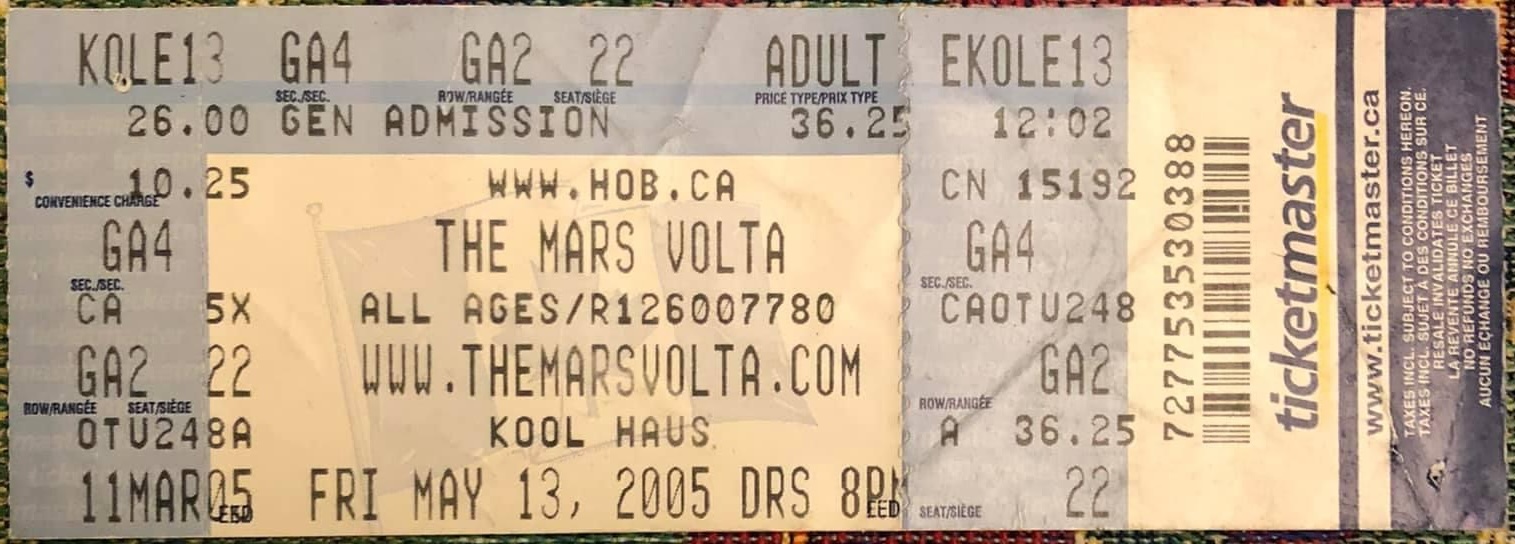 KOLE13 GA4 GA2 22 ADULT EKOLE13
SEC./SEC. ROW/RANGÉE SEAT/SIÈGE PRICE TYPE/PRIX TYPE
26.00 GEN ADMISSION 36.25 12:02
$ 10.25 WWW.HOB.CA CN 15192
CONVENIENCE CHARGE
GA4 THE MARS VOLTA GA4
SEC./SEC. SEC./SEC.
CA 5X ALL AGES/R126007780 CAOTU248
GA2 22 WWW.THEMARSVOLTA.COM GA2
ROW/RANGÉE SEAT/SIÈGE ROW/RANGÉE
OTU248A KOOL HAUS A 36.25
11MAR05 FRI MAY 13, 2005 DRS 8PM 22
EED EED SEAT/SIÈGE
727753530388
ticketmaster
www.ticketmaster.ca
TAXES INCL. SUBJECT TO CONDITIONS HEREON.
TAXES INCL. SUJET À DES CONDITIONS SUR CE.
RESALE INVALIDATES TICKET
LA REVENTE ANNULE CE BILLET
NO REFUNDS NO EXCHANGES
AUCUN ÉCHANGE OU REMBOURSEMENT